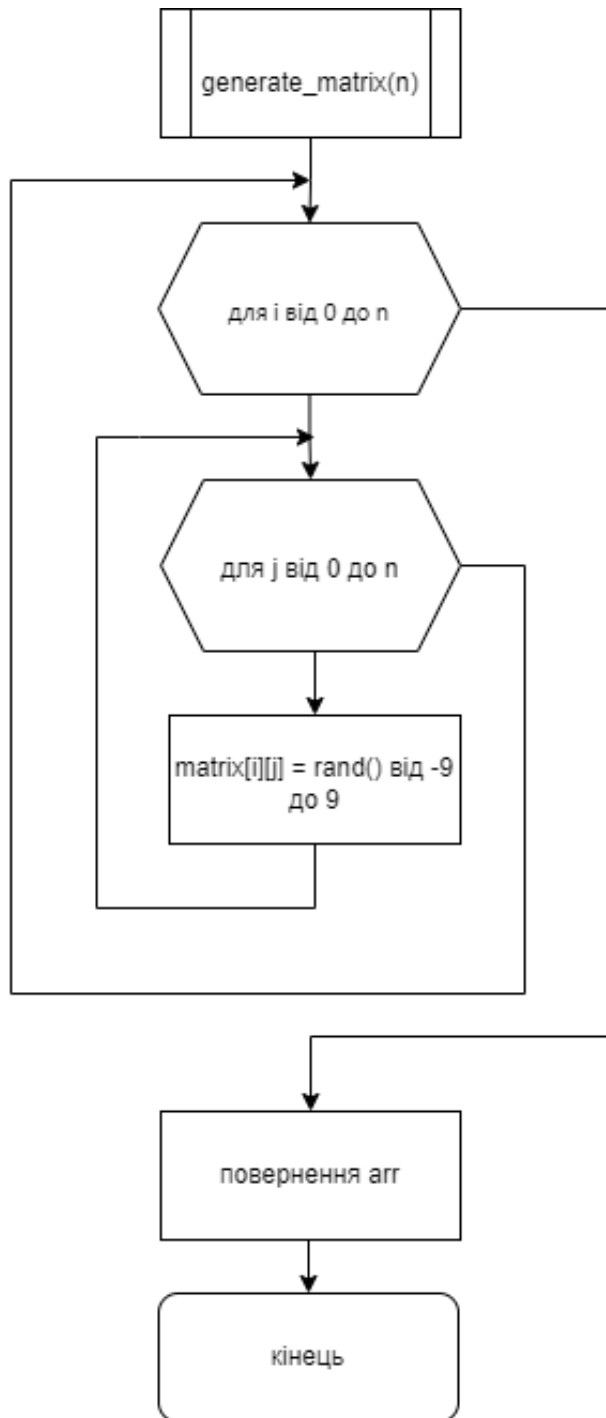 generate_matrix(n)
для i від 0 до n
для j від 0 до n
matrix[i][j] = rand() від -9
до 9
повернення arr
кінець